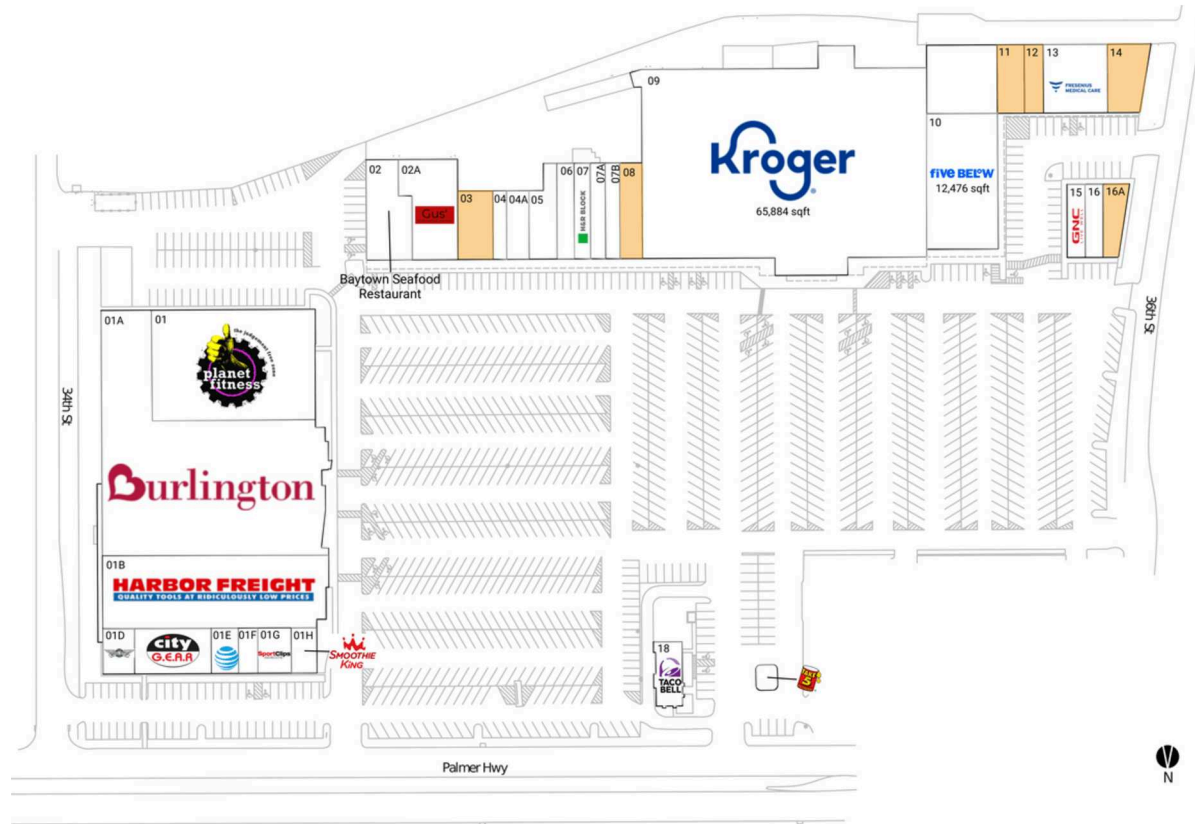 11
12
13
FRESENIUS
MEDICAL CARE
14
09
Kroger
65,884 sqft
10
five BEL°W
12,476 sqft
02
02A
Gus'
03
04
04A
05
06
07
H&R BLOCK
07A
07B
08
15
GNC
16
16A
Baytown Seafood
Restaurant
36th St.
01A
01
the judgement free zone
planet
fitness
34th St.
Burlington
01B
HARBOR FREIGHT
QUALITY TOOLS AT RIDICULOUSLY LOW PRICES
01D
city
G.E.A.R
01E
01F
01G
SportClips
01H
SMOOTHIE
KING
18
TACO
BELL
Palmer Hwy
N